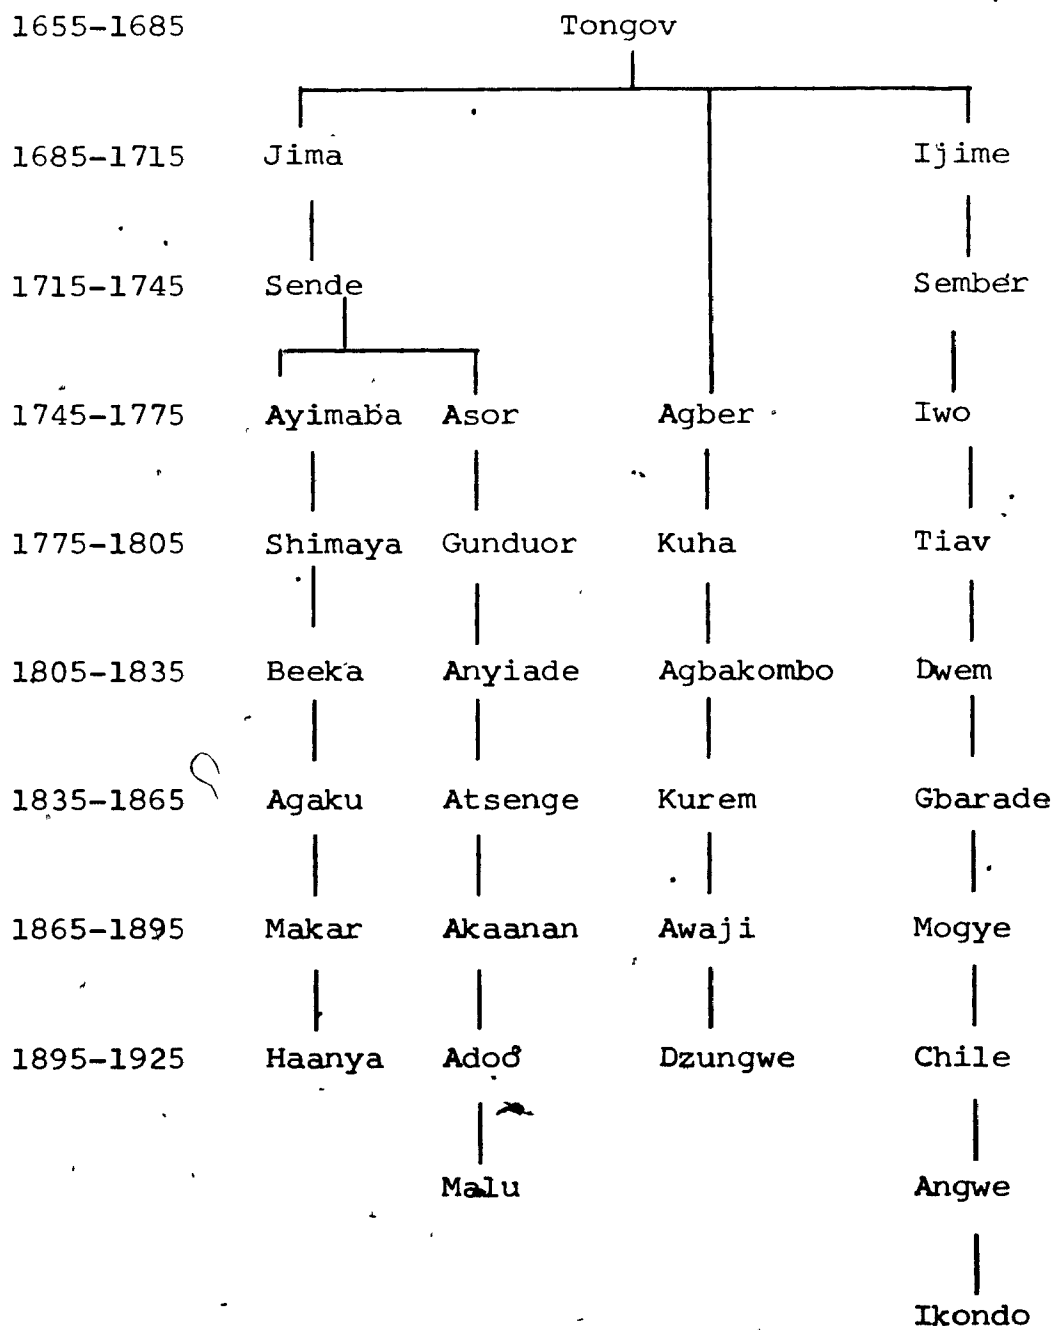 1655-1685 Tongov
1685-1715 Jima Ijime
1715-1745 Sende Sember
1745-1775 Ayimaba Asor Agber Iwo
1775-1805 Shimaya Gunduor Kuha Tiav
1805-1835 Beeka Anyiade Agbakombo Dwem
1835-1865 Agaku Atsenge Kurem Gbarade
1865-1895 Makar Akaanan Awaji Mogye
1895-1925 Haanya Adoo Dzungwe Chile
Malu Angwe
Ikondo